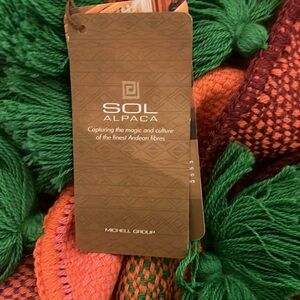 SOL
ALPACA
Capturing the magic and culture
of the finest Andean fibres
MICHELL GROUP